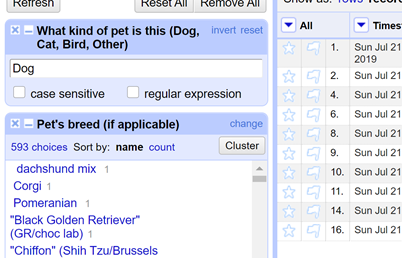 Refresh
Reset All
Remove All
What kind of pet is this (Dog,
Cat, Bird, Other)
invert reset
Dog
case sensitive
regular expression
Pet's breed (if applicable)
change
593 choices Sort by: name count
Cluster
dachshund mix 1
Corgi 1
Pomeranian 1
"Black Golden Retriever"
(GR/choc lab) 1
"Chiffon" (Shih Tzu/Brussels
Show as: rows
All
Timest
1. Sun Jul 21
2019
2. Sun Jul 21
4. Sun Jul 21
6. Sun Jul 21
8. Sun Jul 21
9. Sun Jul 21
10. Sun Jul 21
11. Sun Jul 21
14. Sun Jul 21
16. Sun Jul 21